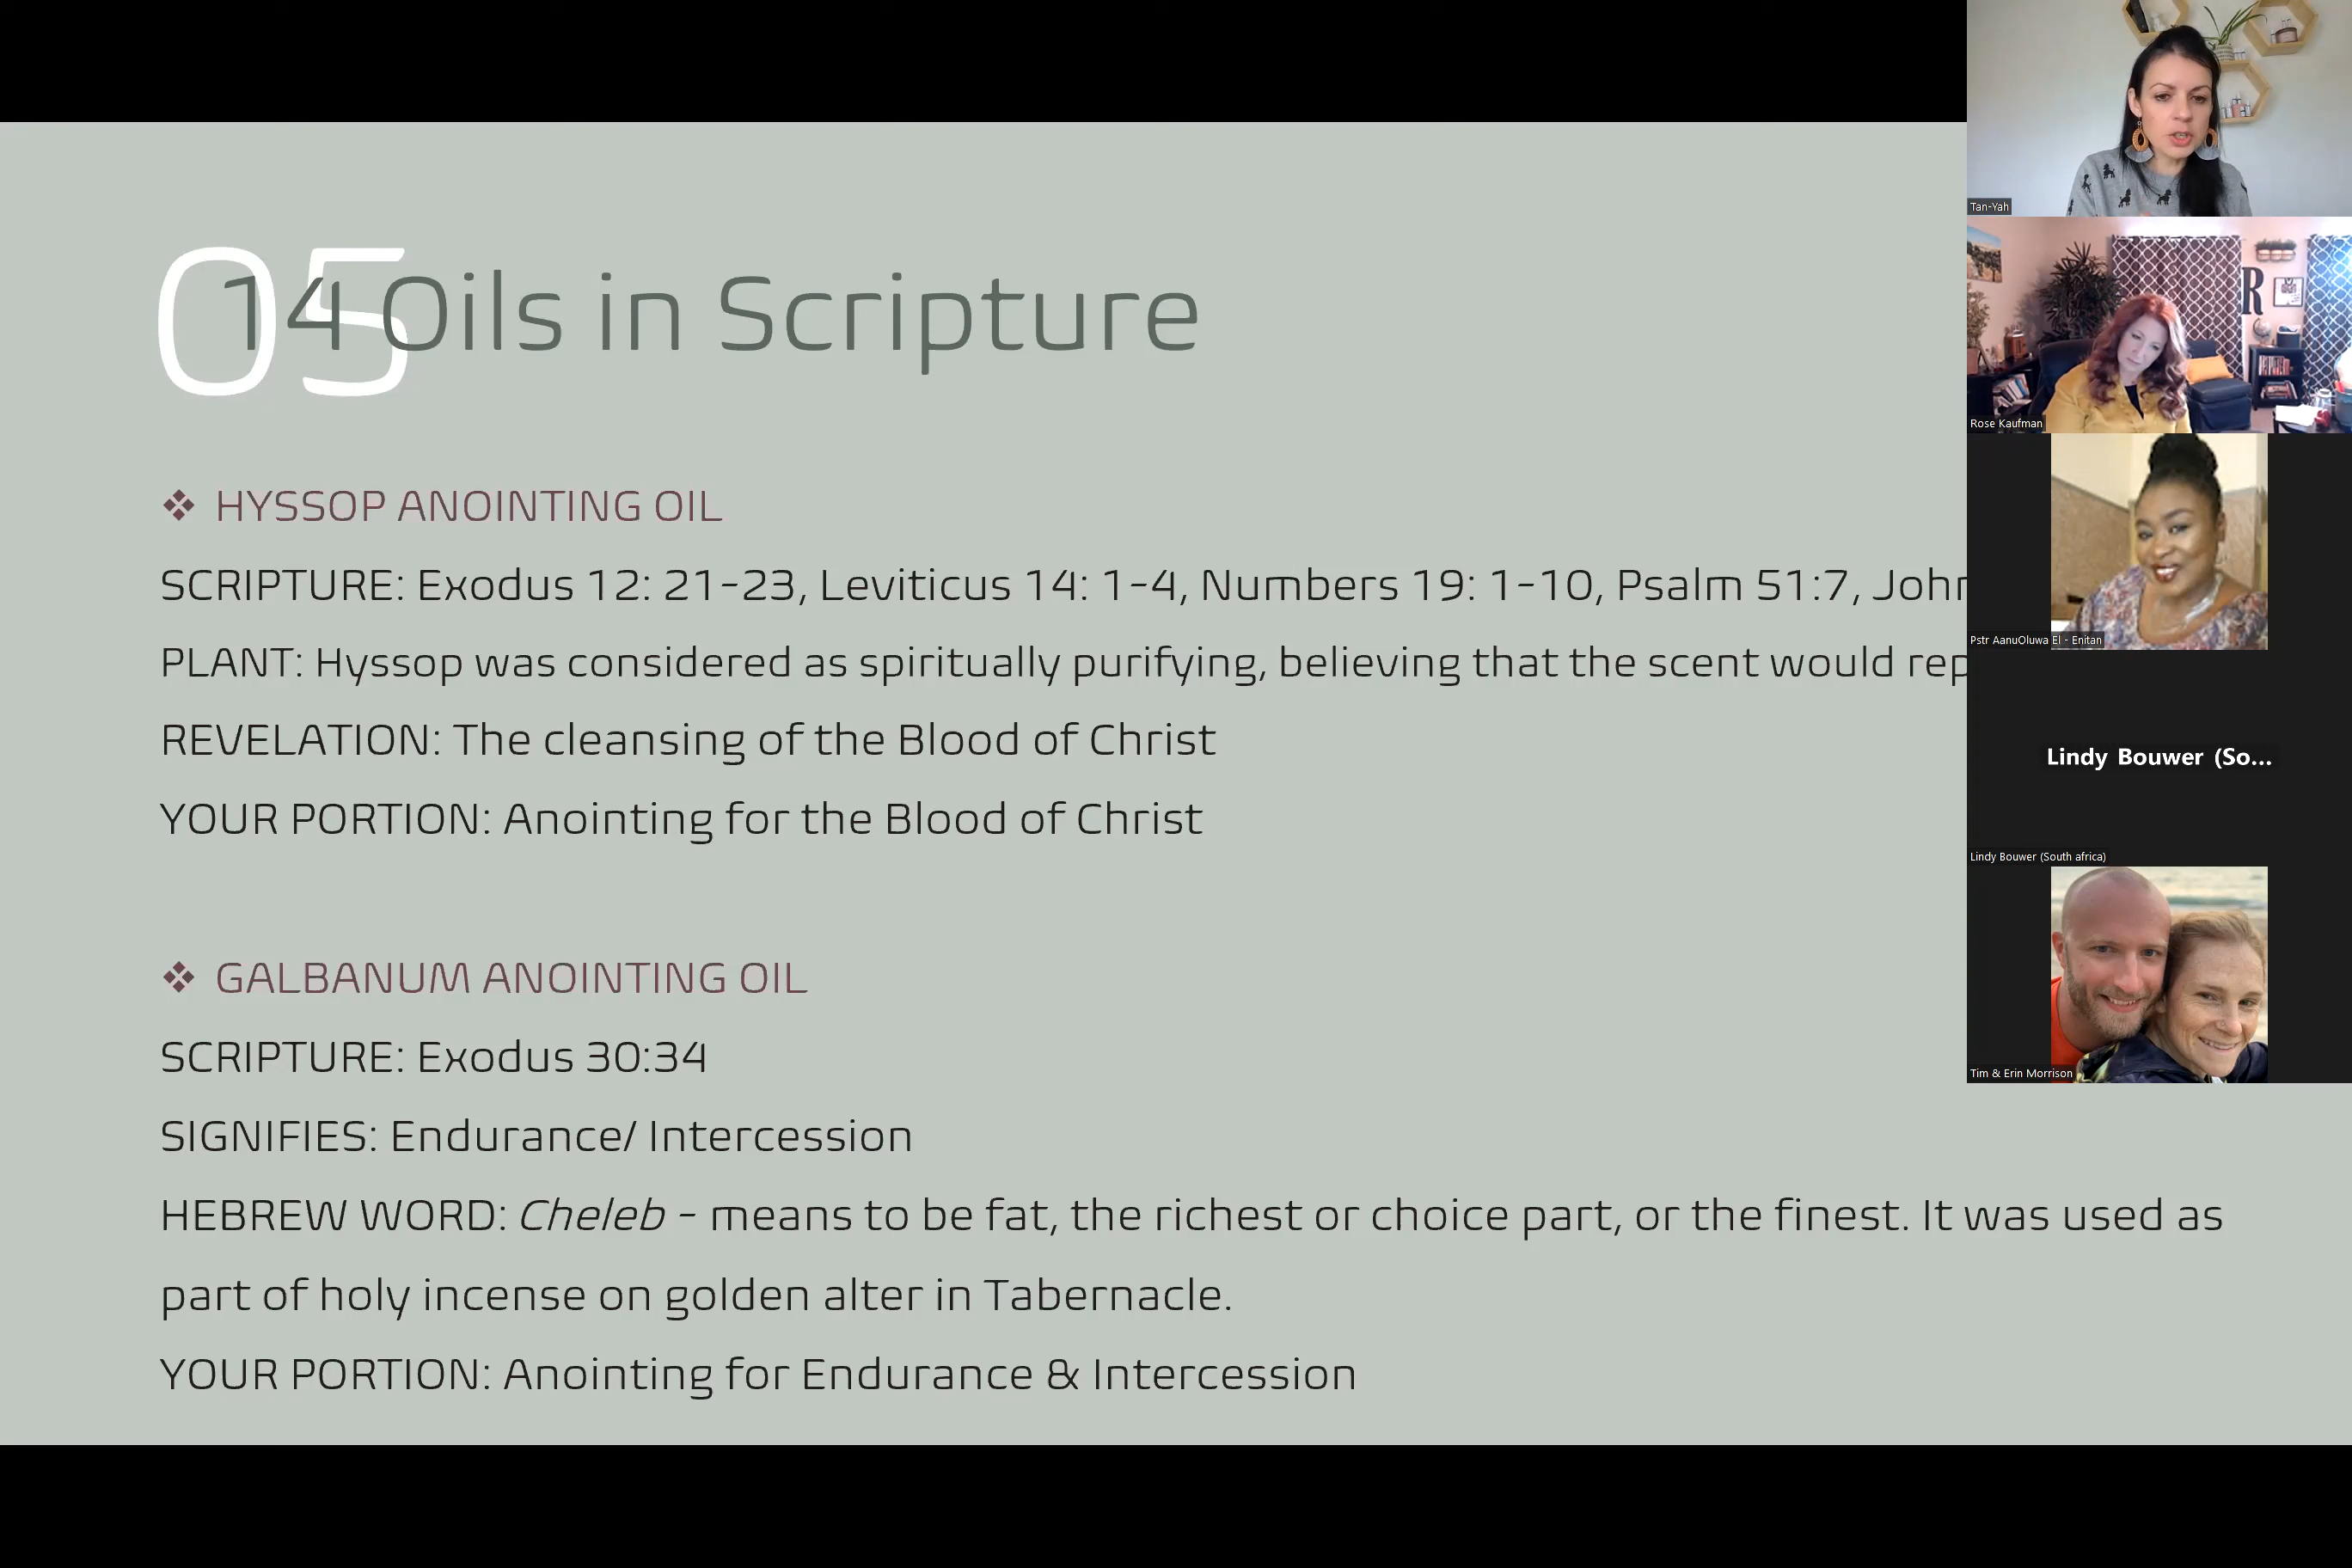 05
14 Oils in Scripture
❖ HYSSOP ANOINTING OIL
SCRIPTURE: Exodus 12: 21-23, Leviticus 14: 1-4, Numbers 19: 1-10, Psalm 51:7,
PLANT: Hyssop was considered as spiritually purifying, believing that the scent would
REVELATION: The cleansing of the Blood of Christ
YOUR PORTION: Anointing for the Blood of Christ
❖ GALBANUM ANOINTING OIL
SCRIPTURE: Exodus 30:34
SIGNIFIES: Endurance/ Intercession
HEBREW WORD: Cheleb - means to be fat, the richest or choice part, or the finest. It was used as
part of holy incense on golden alter in Tabernacle.
YOUR PORTION: Anointing for Endurance & Intercession
Tan-Yah
R
Rose Kaufman
Pstr AanuOluwa El - Enitan
Lindy Bouwer (So...
Lindy Bouwer (South africa)
Tim & Erin Morrison